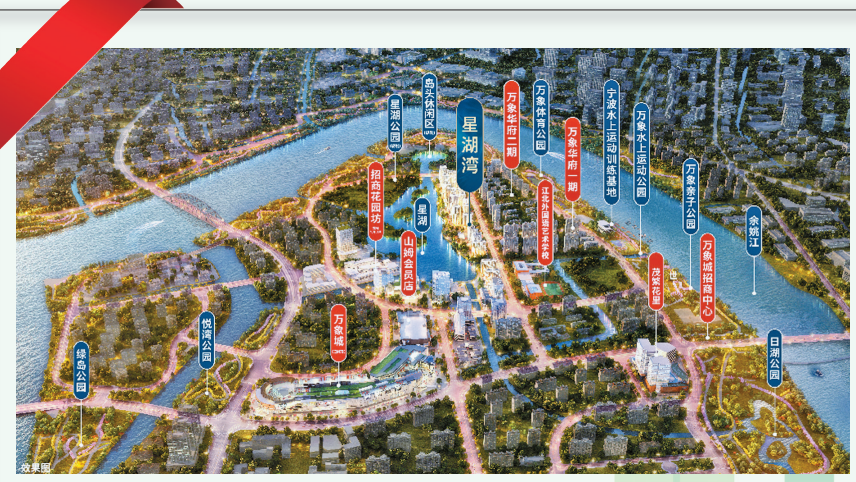 岛头休闲区
星湖公园
星湖湾
万象华府二期
万象体育公园
宁波水上运动训练基地
万象水上运动公园
万象华府一期
招商花园坊
星湖
山姆会员店
江北外国语艺术学校
万象亲子公园
余姚江
万象城招商中心
茂繁花里
悦湾公园
万象城
绿岛公园
日湖公园
效果图